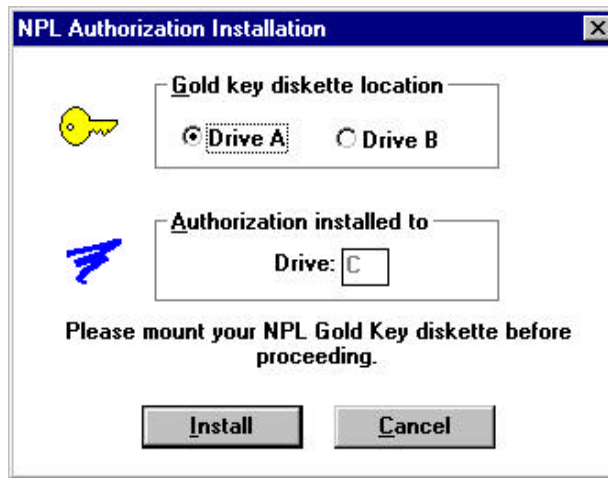 NPL Authorization Installation
Gold key diskette location
Drive A Drive B
Authorization installed to
Drive: C
Please mount your NPL Gold Key diskette before
proceeding.
Install Cancel